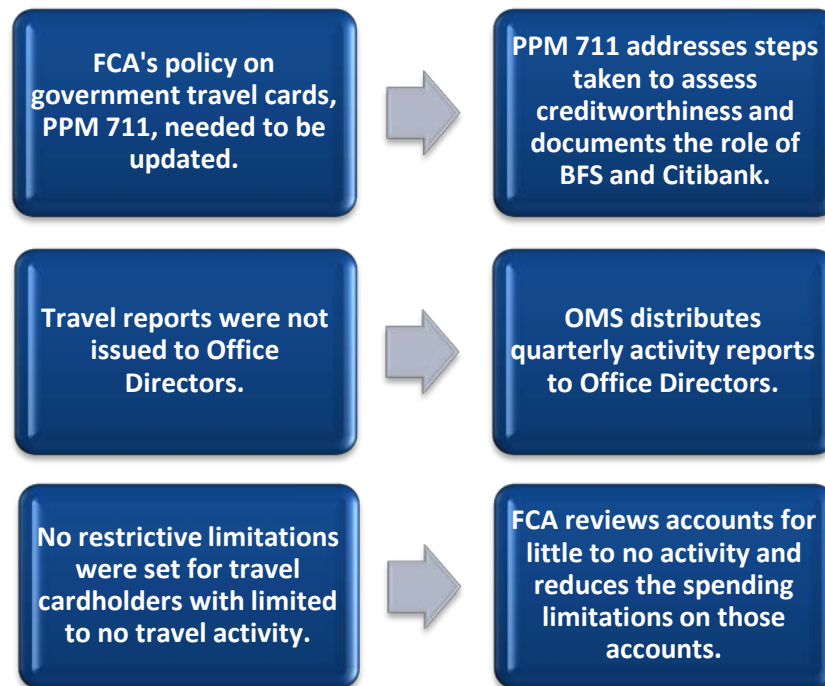 FCA's policy on
government travel cards,
PPM 711, needed to be
updated.
PPM 711 addresses steps
taken to assess
creditworthiness and
documents the role of
BFS and Citibank.
Travel reports were not
issued to Office
Directors.
OMS distributes
quarterly activity reports
to Office Directors.
No restrictive limitations
were set for travel
cardholders with limited
to no travel activity.
FCA reviews accounts for
little to no activity and
reduces the spending
limitations on those
accounts.